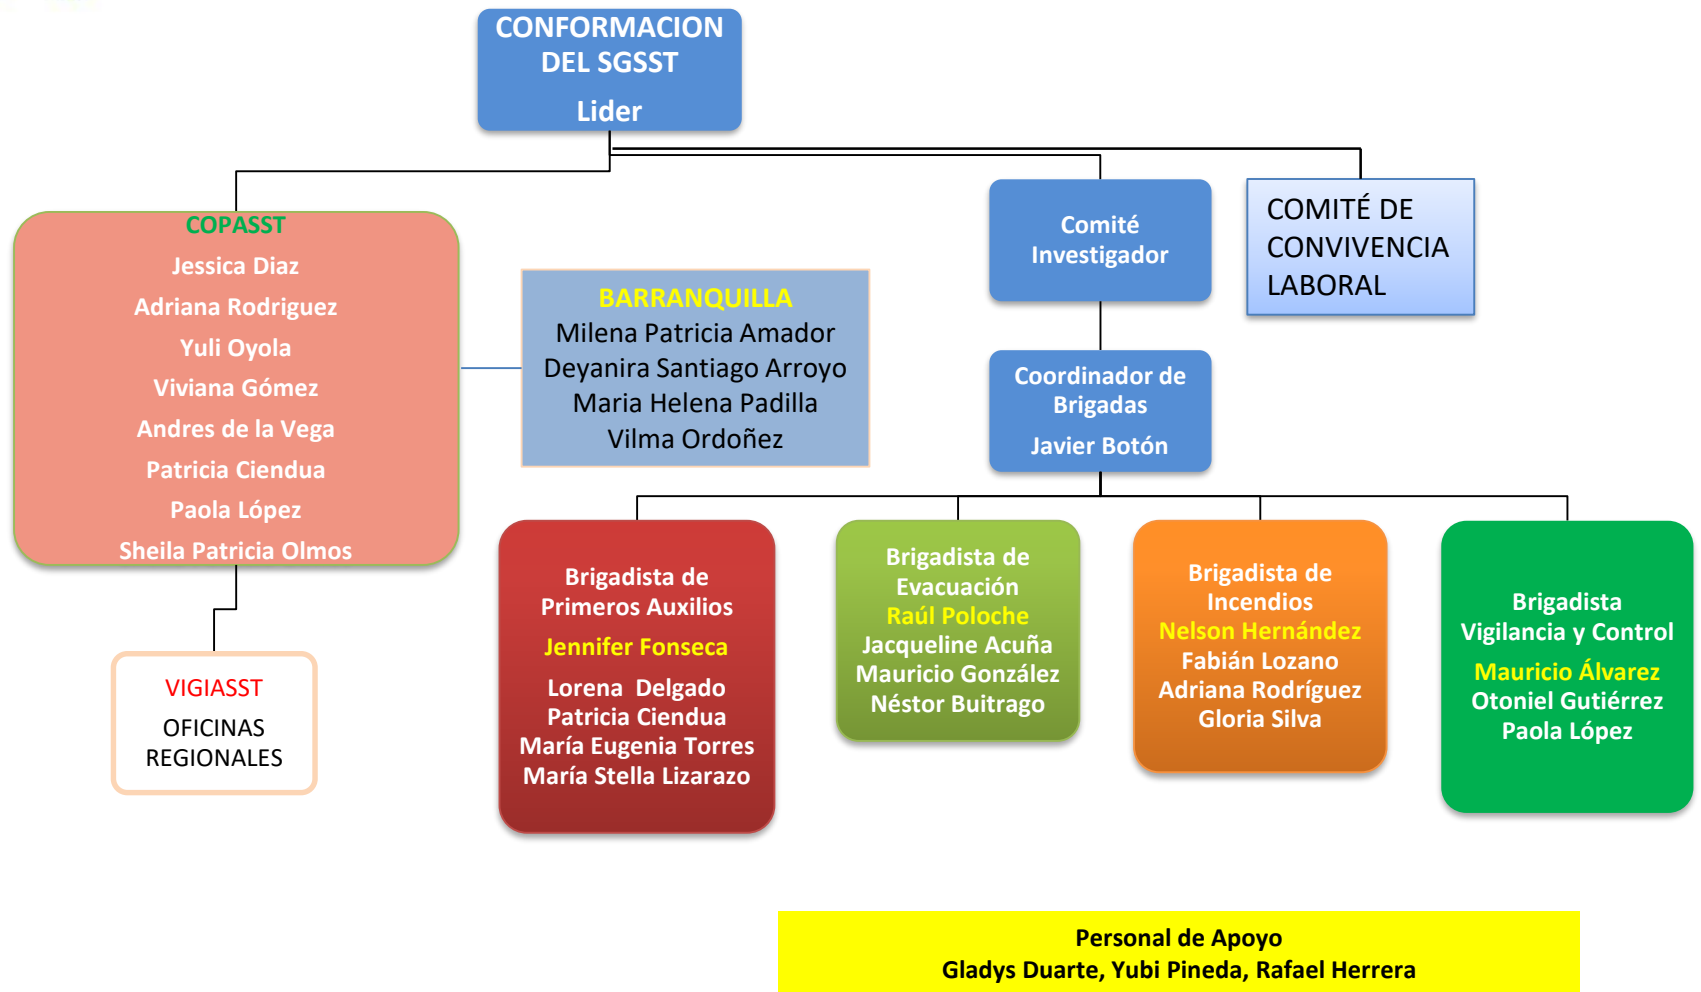 CONFORMACION
DEL SGSST
Lider
COPASST
Jessica Diaz
Adriana Rodriguez
Yuli Oyola
Viviana Gómez
Andres de la Vega
Patricia Ciendua
Paola López
Sheila Patricia Olmos
VIGIASST
OFICINAS
REGIONALES
BARRANQUILLA
Milena Patricia Amador
Deyanira Santiago Arroyo
Maria Helena Padilla
Vilma Ordoñez
Comité
Investigador
COMITÉ DE
CONVIVENCIA
LABORAL
Coordinador de
Brigadas
Javier Botón
Brigadista de
Primeros Auxilios
Jennifer Fonseca
Lorena  Delgado
Patricia Ciendua
María Eugenia Torres
María Stella Lizarazo
Brigadista de
Evacuación
Raúl Poloche
Jacqueline Acuña
Mauricio González
Néstor Buitrago
Brigadista de
Incendios
Nelson Hernández
Fabián Lozano
Adriana Rodríguez
Gloria Silva
Brigadista
Vigilancia y Control
Mauricio Álvarez
Otoniel Gutiérrez
Paola López
Personal de Apoyo
Gladys Duarte, Yubi Pineda, Rafael Herrera